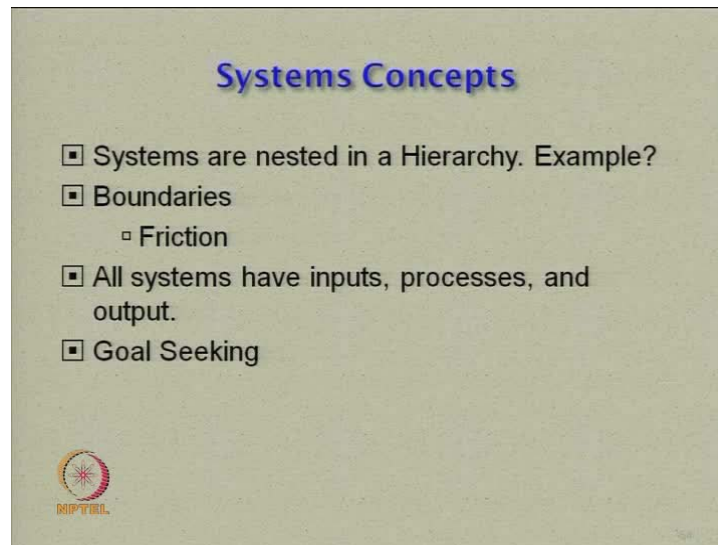 Systems Concepts
Systems are nested in a Hierarchy. Example?
Boundaries
Friction
All systems have inputs, processes, and
output.
Goal Seeking
NPTEL